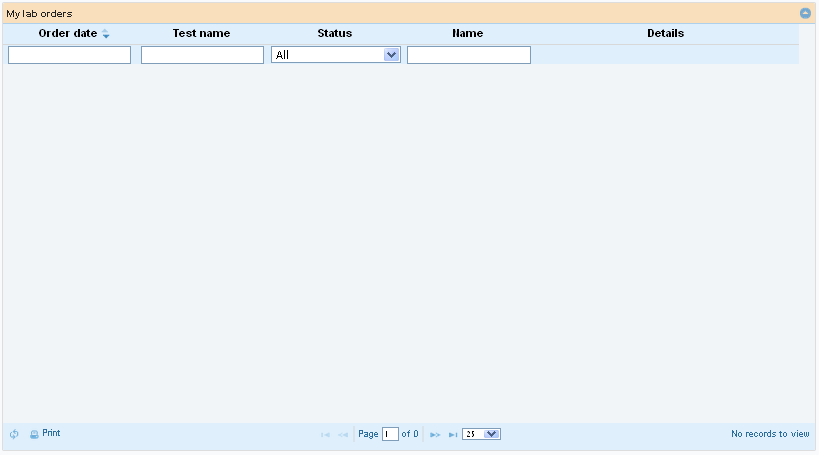 My lab orders
Order date Test name Status Name Details
All
Print Page 1 of 0 25 No records to view